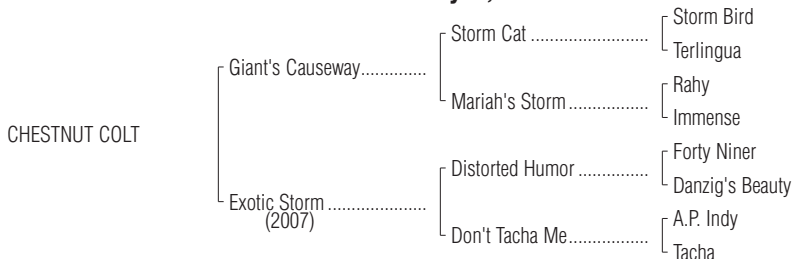 Storm Bird
Storm Cat ........................
Terlingua
Giant's Causeway..............
Rahy
Mariah's Storm ................
Immense
CHESTNUT COLT
Forty Niner
Distorted Humor ..............
Danzig's Beauty
Exotic Storm ....................
(2007)
A.P. Indy
Don't Tacha Me................
Tacha